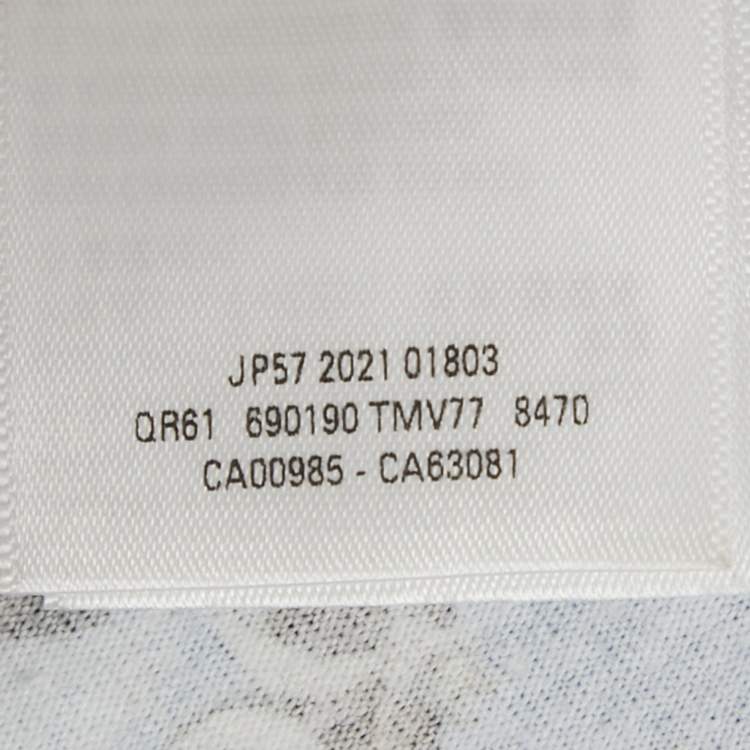 JP57 2021 01803
QR61 690190 TMV77 8470
CA00985 - CA63081